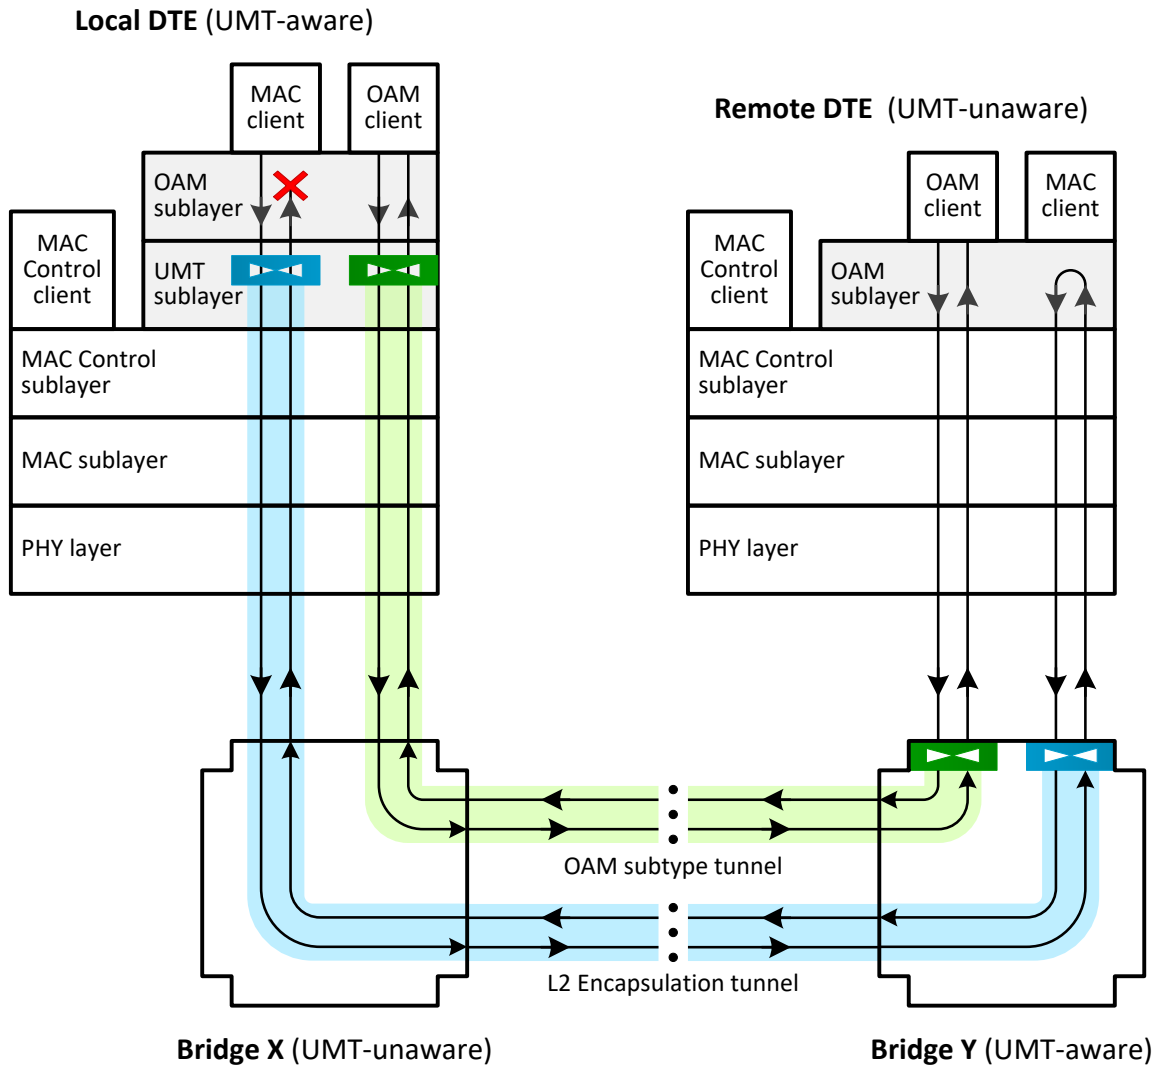 Local DTE (UMT-aware)
MAC
client
OAM
client
OAM
sublayer
MAC
Control
client
UMT
sublayer
MAC Control
sublayer
MAC sublayer
PHY layer
Remote DTE (UMT-unaware)
OAM
client
MAC
client
MAC
Control
client
OAM
sublayer
MAC Control
sublayer
MAC sublayer
PHY layer
OAM subtype tunnel
L2 Encapsulation tunnel
Bridge X (UMT-unaware)
Bridge Y (UMT-aware)